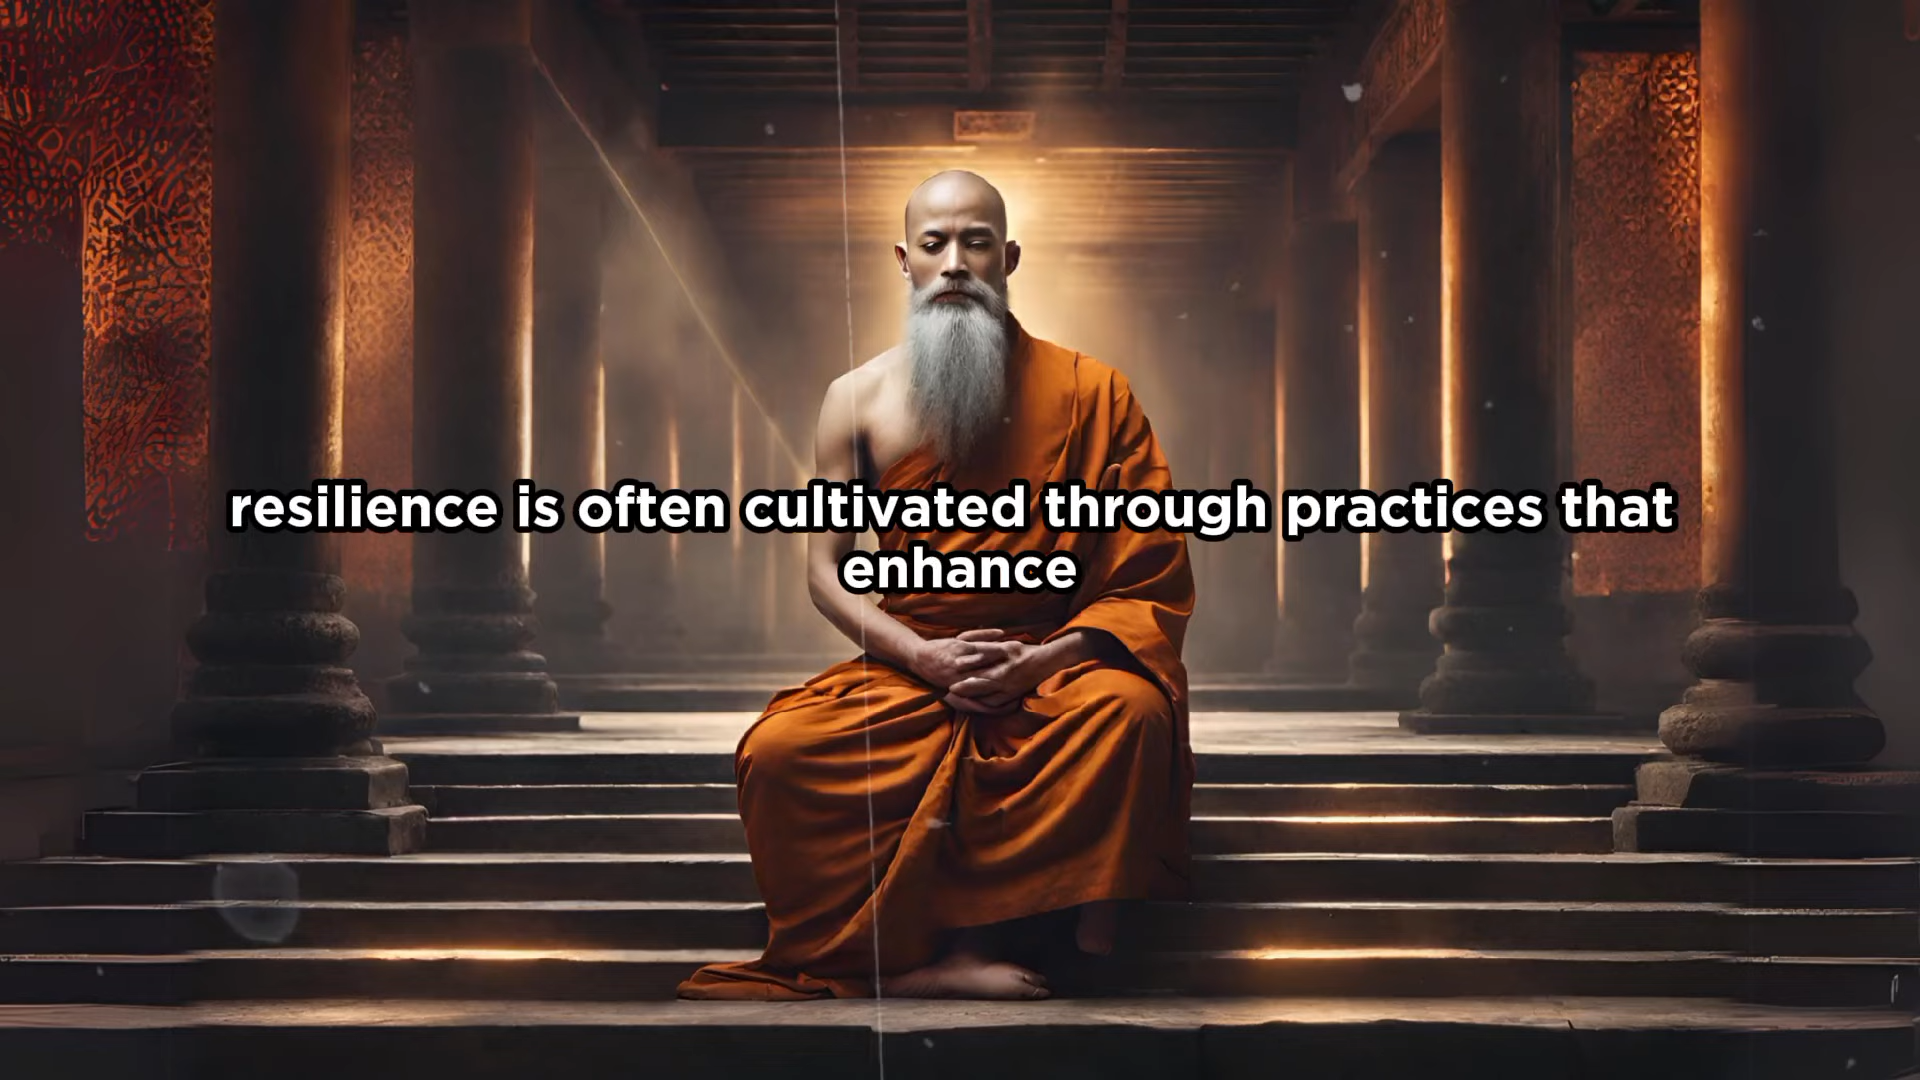 resilience is often cultivated through practices that
enhance